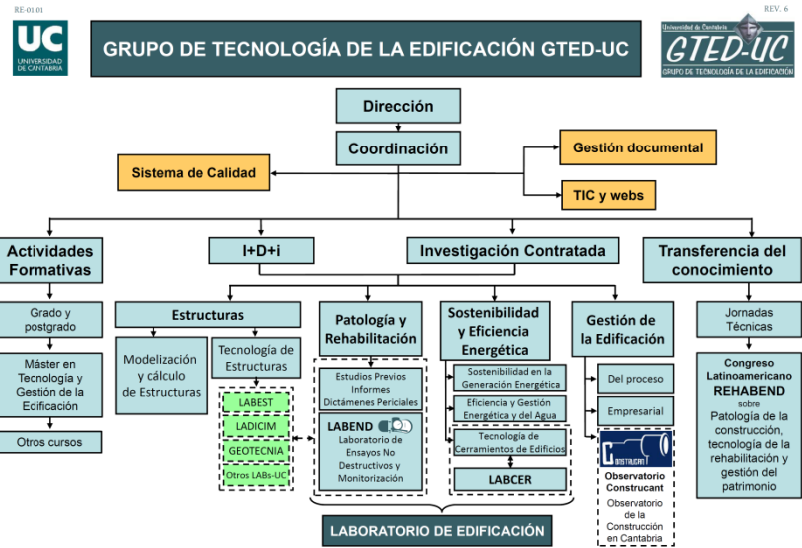 RE-0101
REV. 6
UC
UNIVERSIDAD
DE CANTABRIA
GRUPO DE TECNOLOGÍA DE LA EDIFICACIÓN GTED-UC
Universidad de Cantabria
GTED-UC
GRUPO DE TECNOLOGÍA DE LA EDIFICACIÓN
Dirección
Coordinación
Sistema de Calidad
Gestión documental
TIC y webs
Actividades
Formativas
I+D+i
Investigación Contratada
Transferencia del
conocimiento
Grado y
postgrado
Máster en
Tecnología y
Gestión de la
Ecificación
Otros cursos
Estructuras
Modelización
y cálculo
de Estructuras
Tecnología de
Estructuras
LABEST
LADICIM
GEOTECNIA
Otros LABs-UC
Patología y
Rehabilitación
Estudios Previos
Informes
Dictámenes Periciales
LABEND
Laboratorio de
Ensayos No
Destructivos y
Monitorización
Sostenibilidad
y Eficiencia
Energética
Sostenibilidad en la
Generación Energética
Eficiencia y Gestión
Energética y del Agua
Tecnología de
Cerramientos de Edificios
LABCER
Gestión de
la Edificación
Del proceso
Empresarial
CONSTRUCANT
Observatorio
Construcant
Observatorio
de la
Construcción
en Cantabria
Jornadas
Técnicas
Congreso
Latinoamericano
REHABEND
sobre
Patología de la
construcción,
tecnología de la
rehabilitación y
gestión del
patrimonio
LABORATORIO DE EDIFICACIÓN